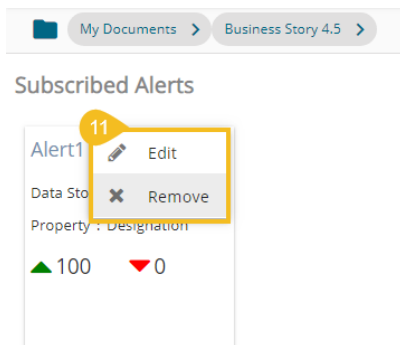 My Documents > Business Story 4.5 >
Subscribed Alerts
11
Alert1
Edit
Data Sto
Remove
Property : Designation
100 0